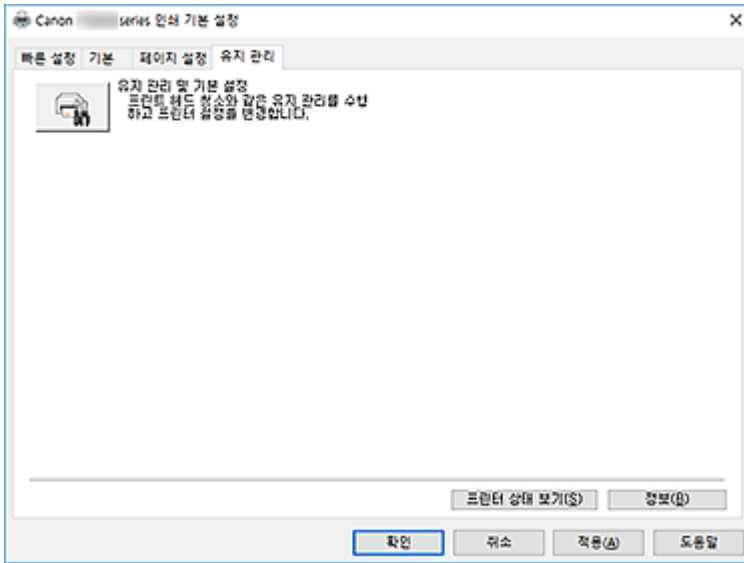 Canon series 인쇄 기본 설정
빠른 설정 기본 페이지 설정 유지 관리
유지 관리 및 기본 설정
프린트 헤드 청소와 같은 유지 관리를 수행
하고 프린터 설정을 변경합니다.
프린터 상태 보기(S) 정보(B)
확인 취소 적용(A) 도움말